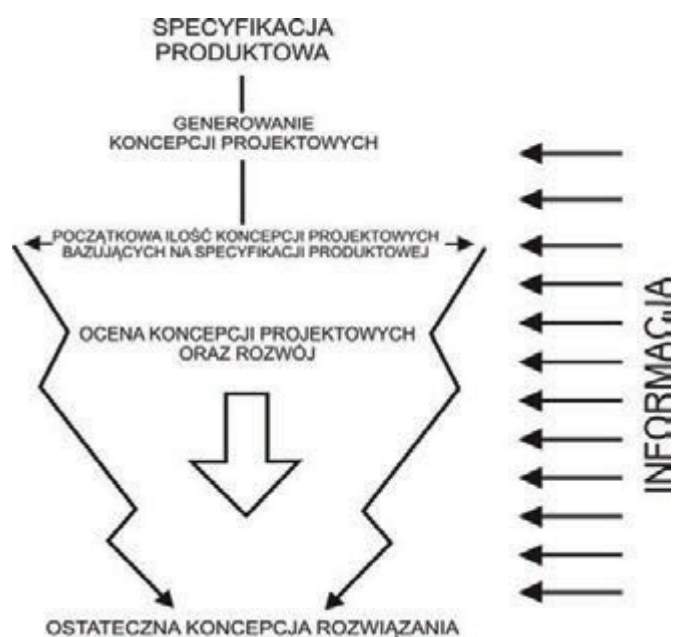 SPECYFIKACJA
PRODUKTOWA
GENEROWANIE
KONCEPCJI PROJEKTOWYCH
POCZĄTKOWA ILOŚĆ KONCEPCJI PROJEKTOWYCH
BAZUJĄCYCH NA SPECYFIKACJI PRODUKTOWEJ
OCENA KONCEPCJI PROJEKTOWYCH
ORAZ ROZWÓJ
INFORMACJA
OSTATECZNA KONCEPCJA ROZWIĄZANIA